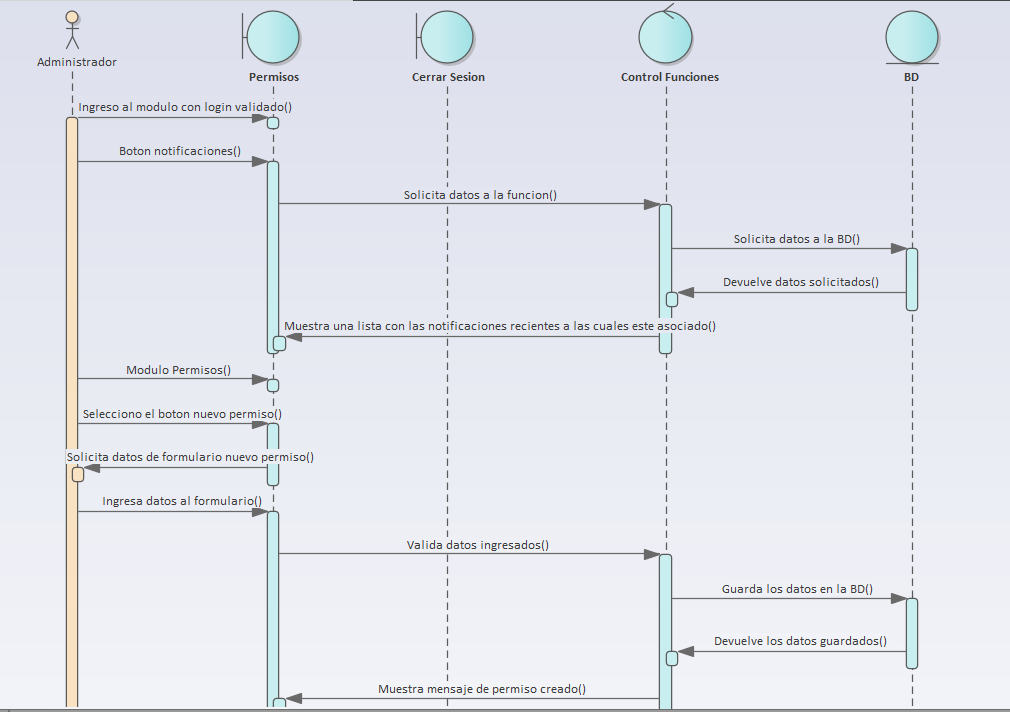 Administrador
Permisos
Cerrar Sesion
Control Funciones
BD
Ingreso al modulo con login validado()
Boton notificaciones()
Solicita datos a la funcion()
Solicita datos a la BD()
Devuelve datos solicitados()
Muestra una lista con las notificaciones recientes a las cuales este asociado()
Modulo Permisos()
Selecciono el boton nuevo permiso()
Solicita datos de formulario nuevo permiso()
Ingresa datos al formulario()
Valida datos ingresados()
Guarda los datos en la BD()
Devuelve los datos guardados()
Muestra mensaje de permiso creado()